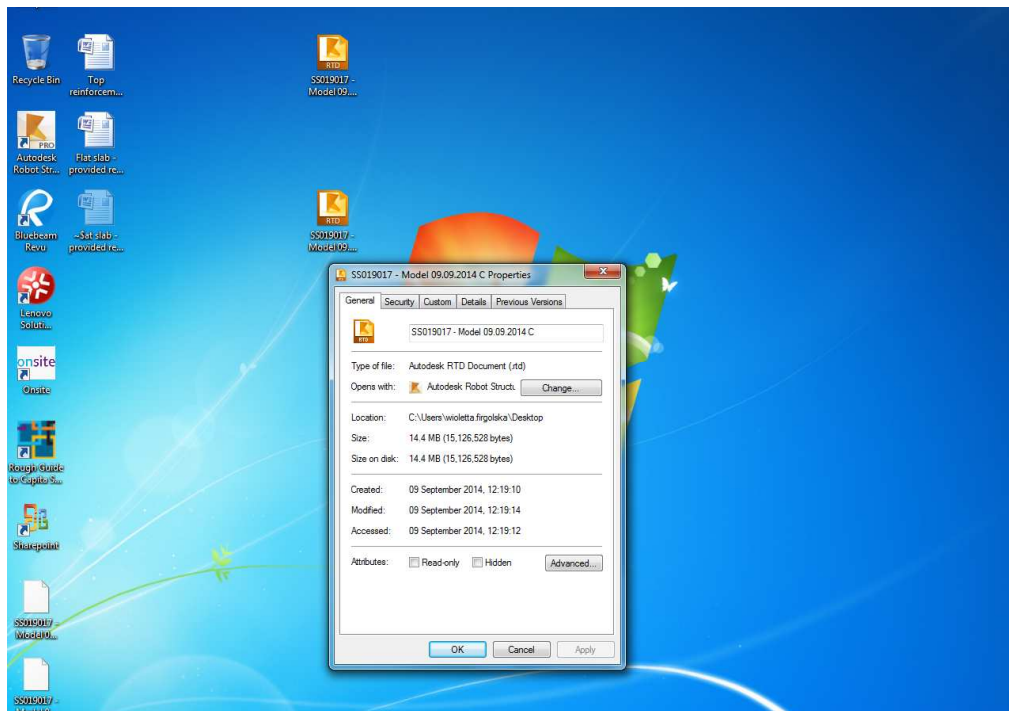 Recycle Bin
Top
reinforcem...
RTD
SS019017 -
Model 09....
PRO
Autodesk
Robot Str...
Flat slab -
provided re...
Bluebeam
Revu
~$at slab -
provided re...
RTD
SS019017 -
Model 09....
Lenovo
Soluti...
onsite
Onsite
Rough Guide
to Capita S...
Sharepoint
SS019017 -
Model 0...
SS019017 -
SS019017 - Model 09.09.2014 C Properties
General Security Custom Details Previous Versions
RTD
SS019017 - Model 09.09.2014 C
Type of file: Autodesk RTD Document (.rtd)
Opens with: Autodesk Robot Structu Change...
Location: C:\Users\wioletta.firgolska\Desktop
Size: 14.4 MB (15,126,528 bytes)
Size on disk: 14.4 MB (15,126,528 bytes)
Created: 09 September 2014, 12:19:10
Modified: 09 September 2014, 12:19:14
Accessed: 09 September 2014, 12:19:12
Attributes: Read-only Hidden Advanced...
OK Cancel Apply